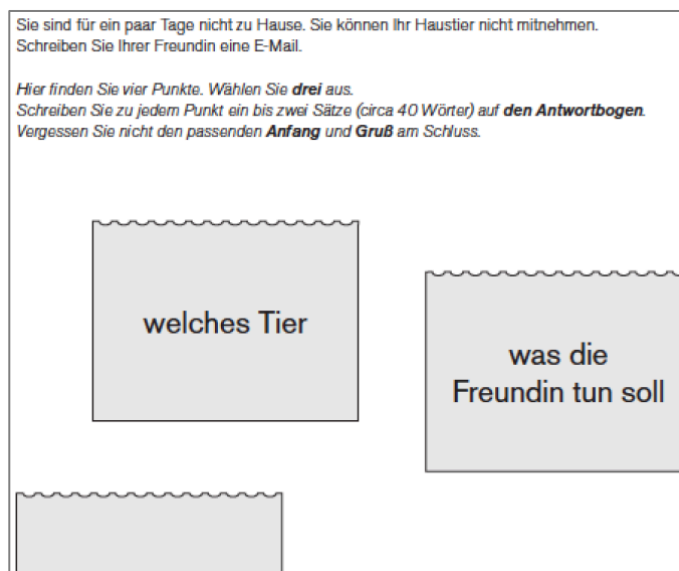 Sie sind für ein paar Tage nicht zu Hause. Sie können Ihr Haustier nicht mitnehmen.
Schreiben Sie Ihrer Freundin eine E-Mail.
Hier finden Sie vier Punkte. Wählen Sie drei aus.
Schreiben Sie zu jedem Punkt ein bis zwei Sätze (circa 40 Wörter) auf den Antwortbogen.
Vergessen Sie nicht den passenden Anfang und Gruß am Schluss.
welches Tier
was die
Freundin tun soll